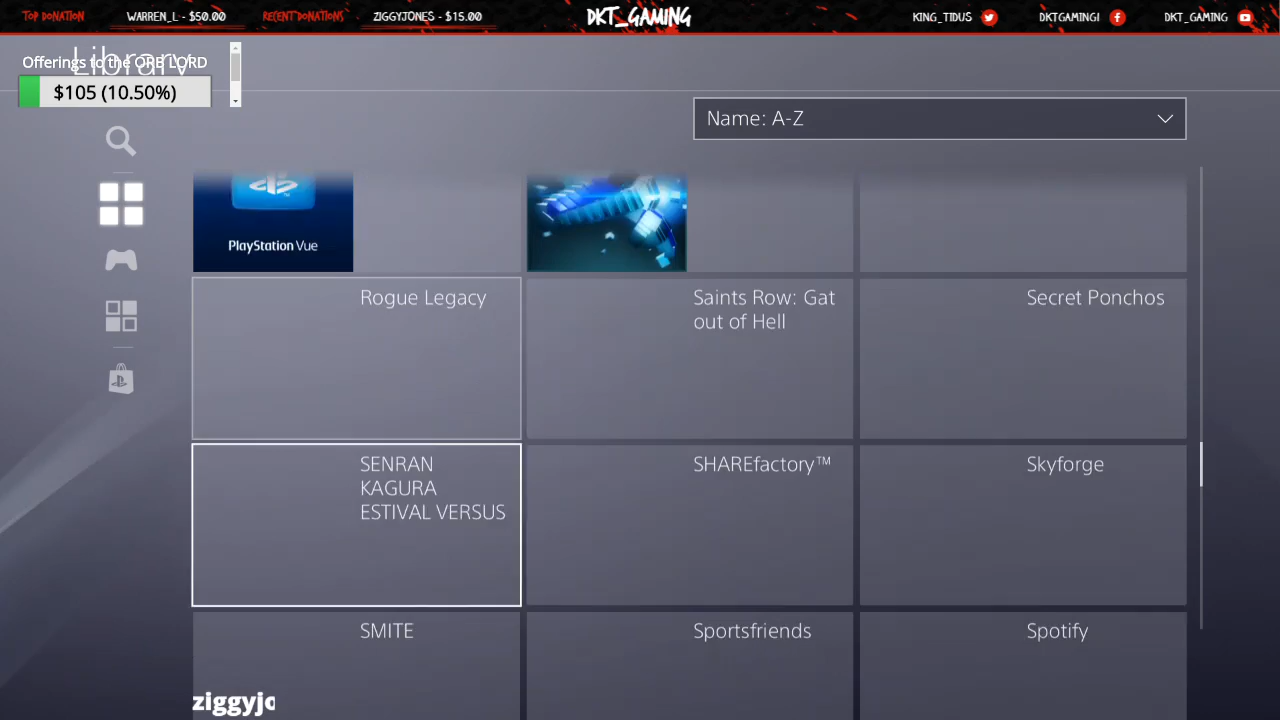 TOP DONATION
WARREN_L - $50.00
RECENT DONATIONS
ZIGGYJONES - $15.00
DKT_GAMING
KING_TIDUS
DKTGAMING1
DKT_GAMING
Library
Offerings to the ORB LORD
$105 (10.50%)
Name: A-Z
PlayStation Vue
Rogue Legacy
Saints Row: Gat
out of Hell
Secret Ponchos
SENRAN
KAGURA
ESTIVAL VERSUS
SHAREfactory™
Skyforge
SMITE
Sportsfriends
Spotify
ziggyjo